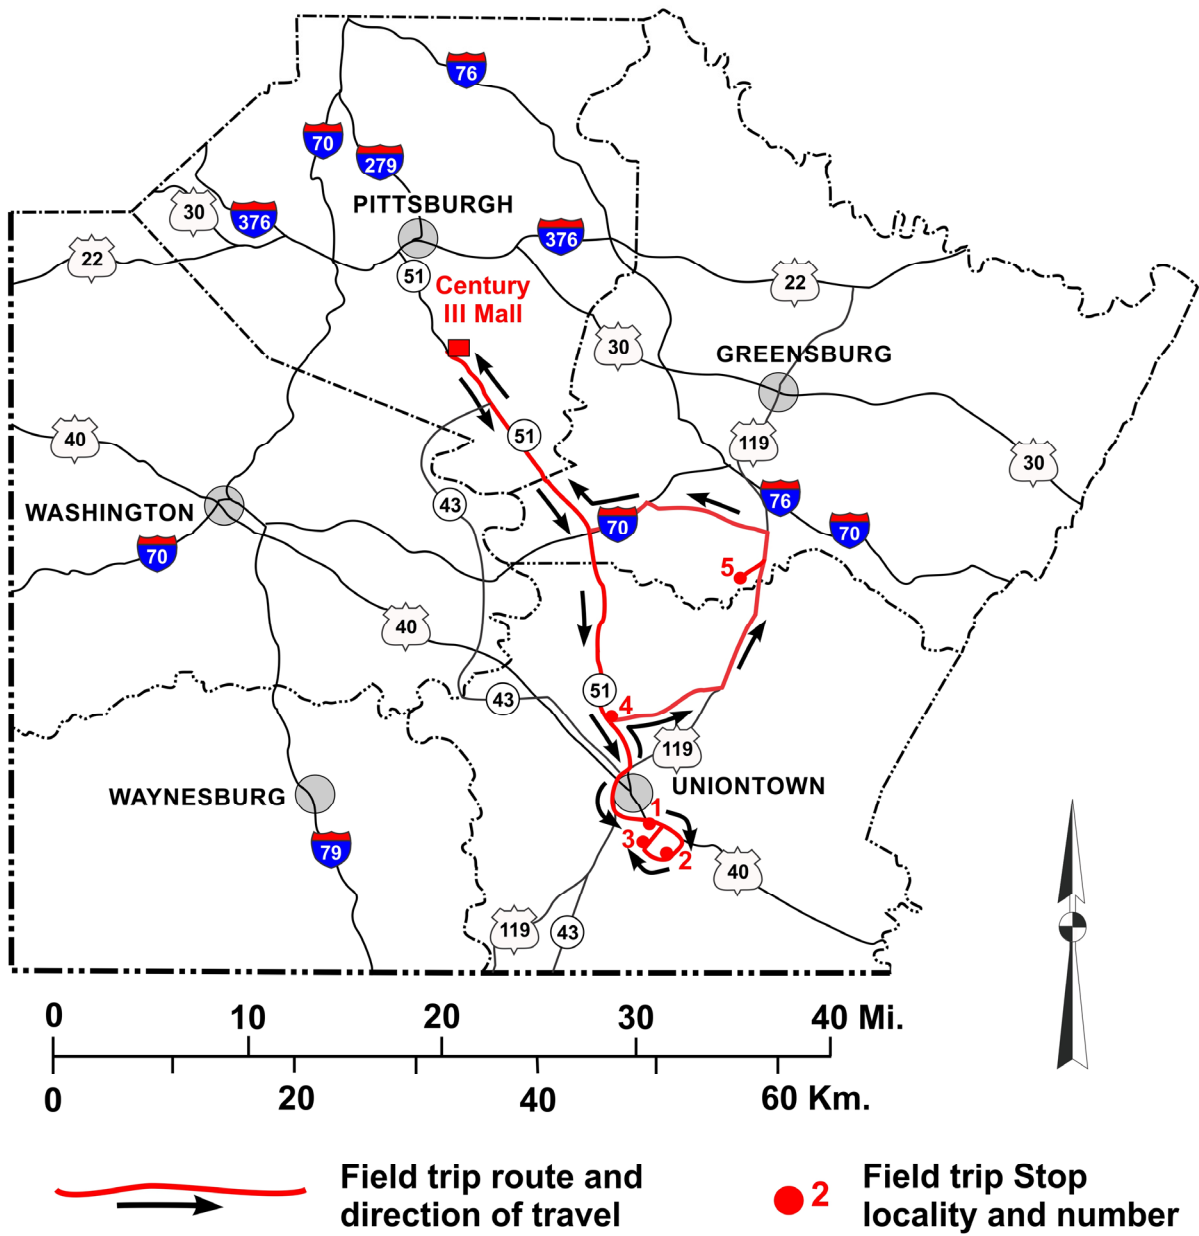 76
70
279
PITTSBURGH
30
376
376
22
51
Century
III Mall
22
30
GREENSBURG
40
51
119
30
43
76
WASHINGTON
70
70
70
5
40
51
43
4
119
WAYNESBURG
UNIONTOWN
1
3
2
79
40
119
43
0 10 20 30 40 Mi.
0 20 40 60 Km.
Field trip route and
direction of travel
2
Field trip Stop
locality and number